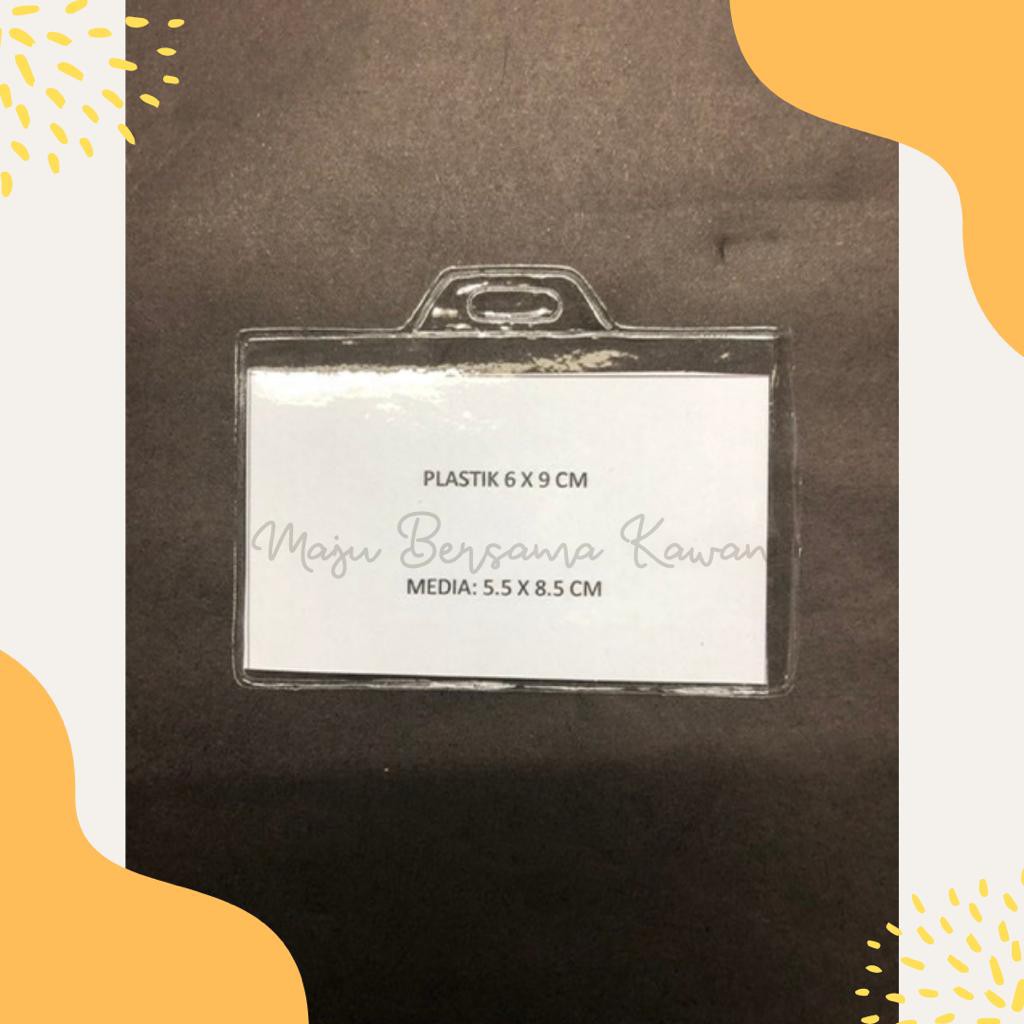 PLASTIK 6 X 9 CM
Maju Bersama Kawan
MEDIA: 5.5 X 8.5 CM